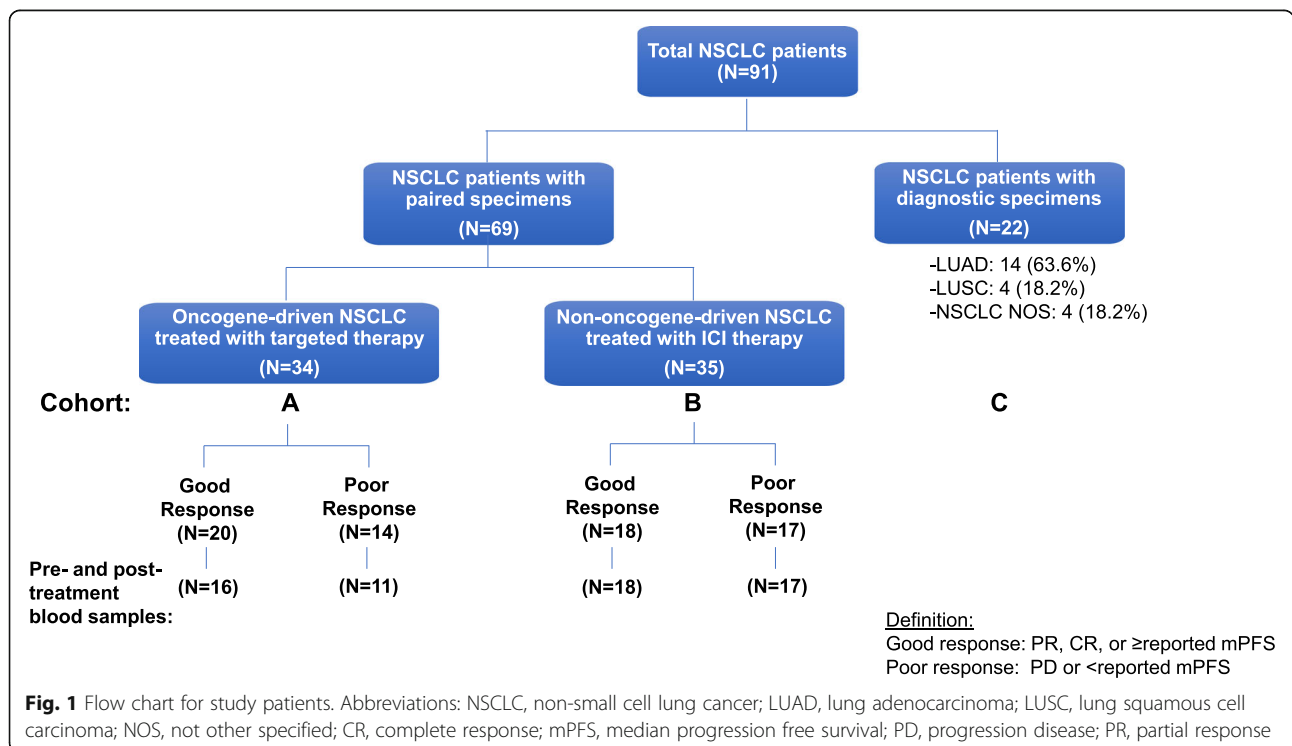 Total NSCLC patients
(N=91)
NSCLC patients with
paired specimens
(N=69)
NSCLC patients with
diagnostic specimens
(N=22)
-LUAD: 14 (63.6%)
-LUSC: 4 (18.2%)
-NSCLC NOS: 4 (18.2%)
Oncogene-driven NSCLC
treated with targeted therapy
(N=34)
Non-oncogene-driven NSCLC
treated with ICI therapy
(N=35)
Cohort: A B C
Good
Response
(N=20)
Poor
Response
(N=14)
Good
Response
(N=18)
Poor
Response
(N=17)
Pre- and post-
treatment
blood samples:
(N=16) (N=11) (N=18) (N=17)
Definition:
Good response: PR, CR, or ≥reported mPFS
Poor response: PD or <reported mPFS
Fig. 1 Flow chart for study patients. Abbreviations: NSCLC, non-small cell lung cancer; LUAD, lung adenocarcinoma; LUSC, lung squamous cell
carcinoma; NOS, not other specified; CR, complete response; mPFS, median progression free survival; PD, progression disease; PR, partial response